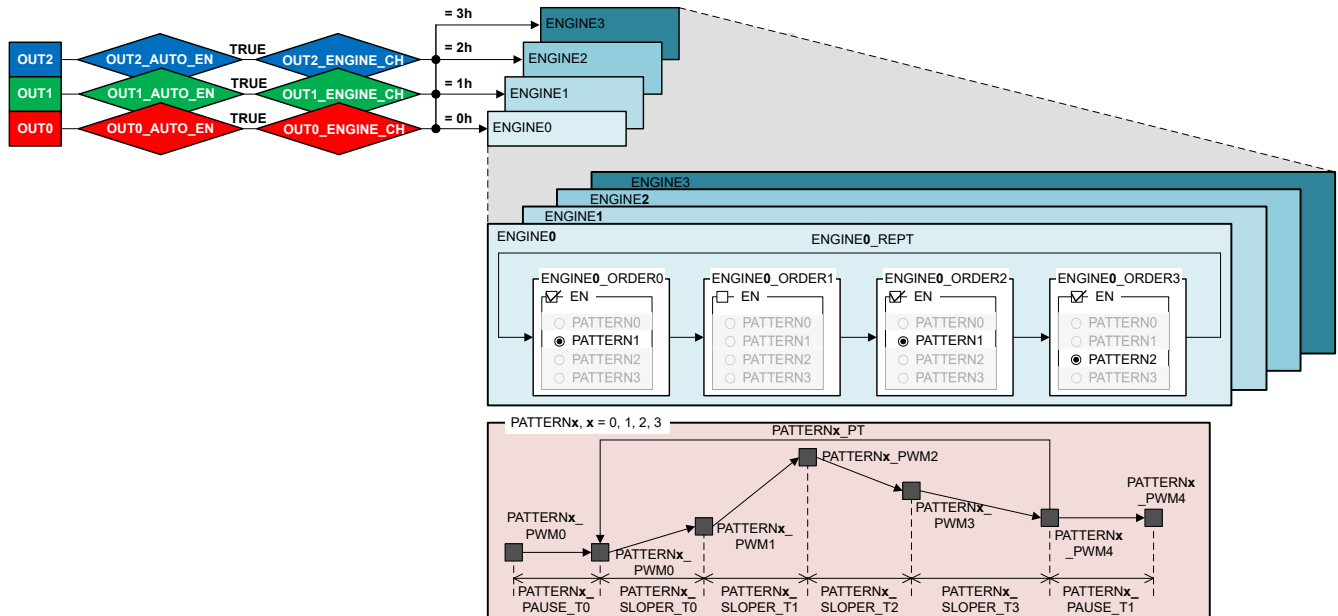 = 3h
ENGINE3
OUT2
OUT2_AUTO_EN
TRUE
OUT2_ENGINE_CH
= 2h
ENGINE2
OUT1
OUT1_AUTO_EN
TRUE
OUT1_ENGINE_CH
= 1h
ENGINE1
OUT0
OUT0_AUTO_EN
TRUE
OUT0_ENGINE_CH
= 0h
ENGINE0
ENGINE3
ENGINE2
ENGINE1
ENGINE0
ENGINE0_REPT
ENGINE0_ORDER0
EN
PATTERN0
PATTERN1
PATTERN2
PATTERN3
ENGINE0_ORDER1
EN
PATTERN0
PATTERN1
PATTERN2
PATTERN3
ENGINE0_ORDER2
EN
PATTERN0
PATTERN1
PATTERN2
PATTERN3
ENGINE0_ORDER3
EN
PATTERN0
PATTERN1
PATTERN2
PATTERN3
PATTERNx, x = 0, 1, 2, 3
PATTERNx_PT
PATTERNx_
PWM0
PATTERNx_
PWM0
PATTERNx_
PWM1
PATTERNx_PWM2
PATTERNx_
PWM3
PATTERNx
_PWM4
PATTERNx
_PWM4
PATTERNx_
PAUSE_T0
PATTERNx_
SLOPER_T0
PATTERNx_
SLOPER_T1
PATTERNx_
SLOPER_T2
PATTERNx_
SLOPER_T3
PATTERNx_
PAUSE_T1